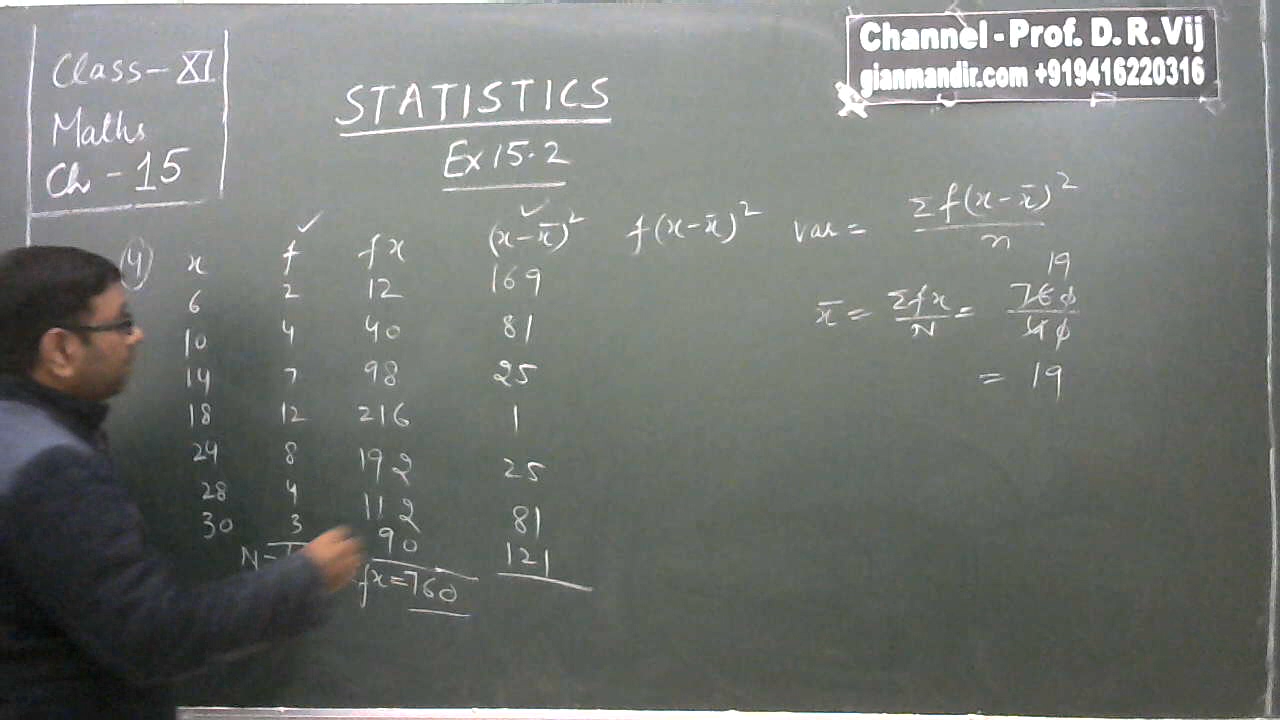 Class-XI
Maths
Ch-15
Channel - Prof. D. R. Vij
gianmandir.com +919416220316
STATISTICS
Ex 15.2
④ x f fx (x-x̄)² f(x-x̄)²
6 2 12 169
10 4 40 81
14 7 98 25
18 12 216 1
24 8 192 25
28 4 112 81
30 3 90 121
N=
fx=760
var = Σf(x-x̄)²/n
x̄ = Σfx/N = 760/40 19
= 19